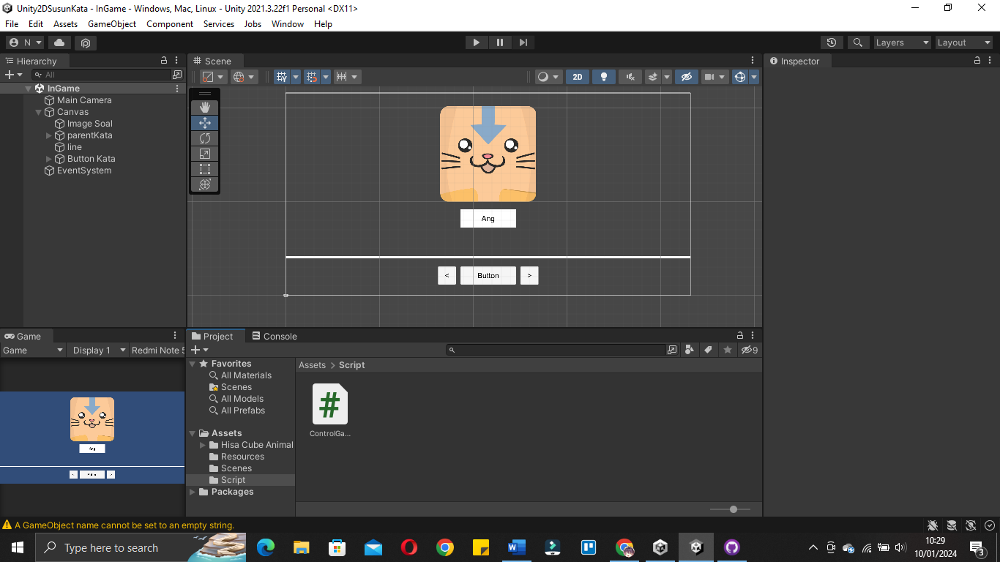 Unity2DSusunKata - InGame - Windows, Mac, Linux - Unity 2021.3.22f1 Personal <DX11>
File Edit Assets GameObject Component Services Jobs Window Help
N
Layers
Layout
Hierarchy
All
InGame
Main Camera
Canvas
Image Soal
parentKata
line
Button Kata
EventSystem
Scene
2D
Ang
< Button >
Inspector
Game
Game Display 1 Redmi Note 5
Project Console
9
Favorites
All Materials
Scenes
All Models
All Prefabs
Assets
Hisa Cube Animal
Resources
Scenes
Script
Packages
Assets > Script
#
ControlGa...
A GameObject name cannot be set to an empty string.
Type here to search
10:29
10/01/2024
3